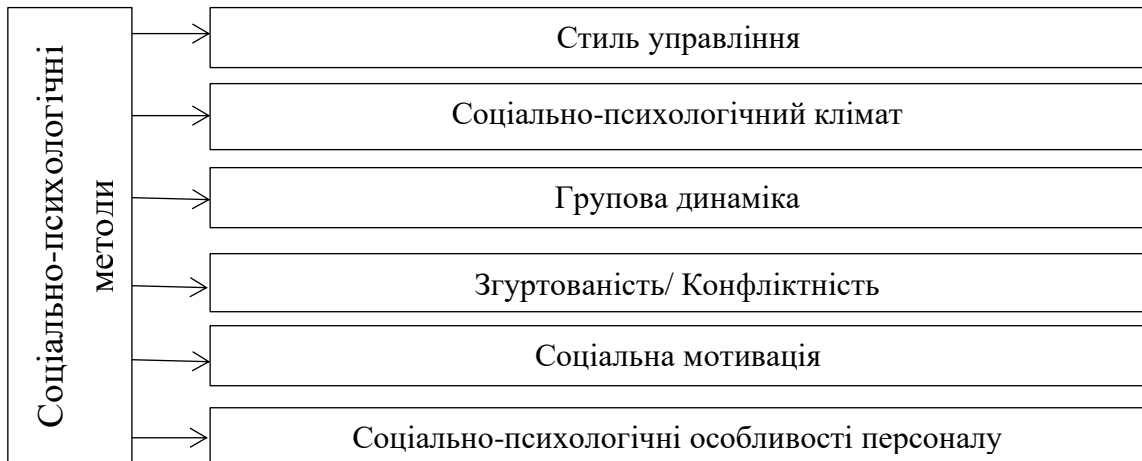 Соціально-психологічні
методи
Стиль управління
Соціально-психологічний клімат
Групова динаміка
Згуртованість/ Конфліктність
Соціальна мотивація
Соціально-психологічні особливості персоналу